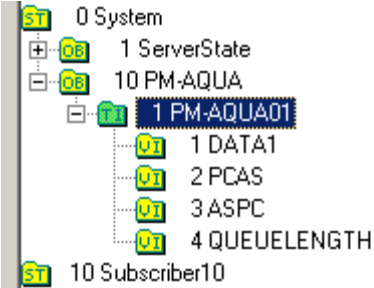 ST 0 System
OB 1 ServerState
OB 10 PM-AQUA
TI 1 PM-AQUA01
VI 1 DATA1
VI 2 PCAS
VI 3 ASPC
VI 4 QUEUELENGTH
ST 10 Subscriber10